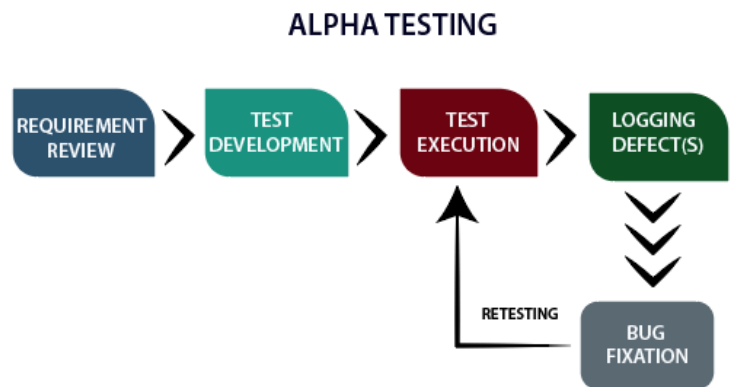 ALPHA TESTING
REQUIREMENT
REVIEW
TEST
DEVELOPMENT
TEST
EXECUTION
LOGGING
DEFECT(S)
RETESTING
BUG
FIXATION